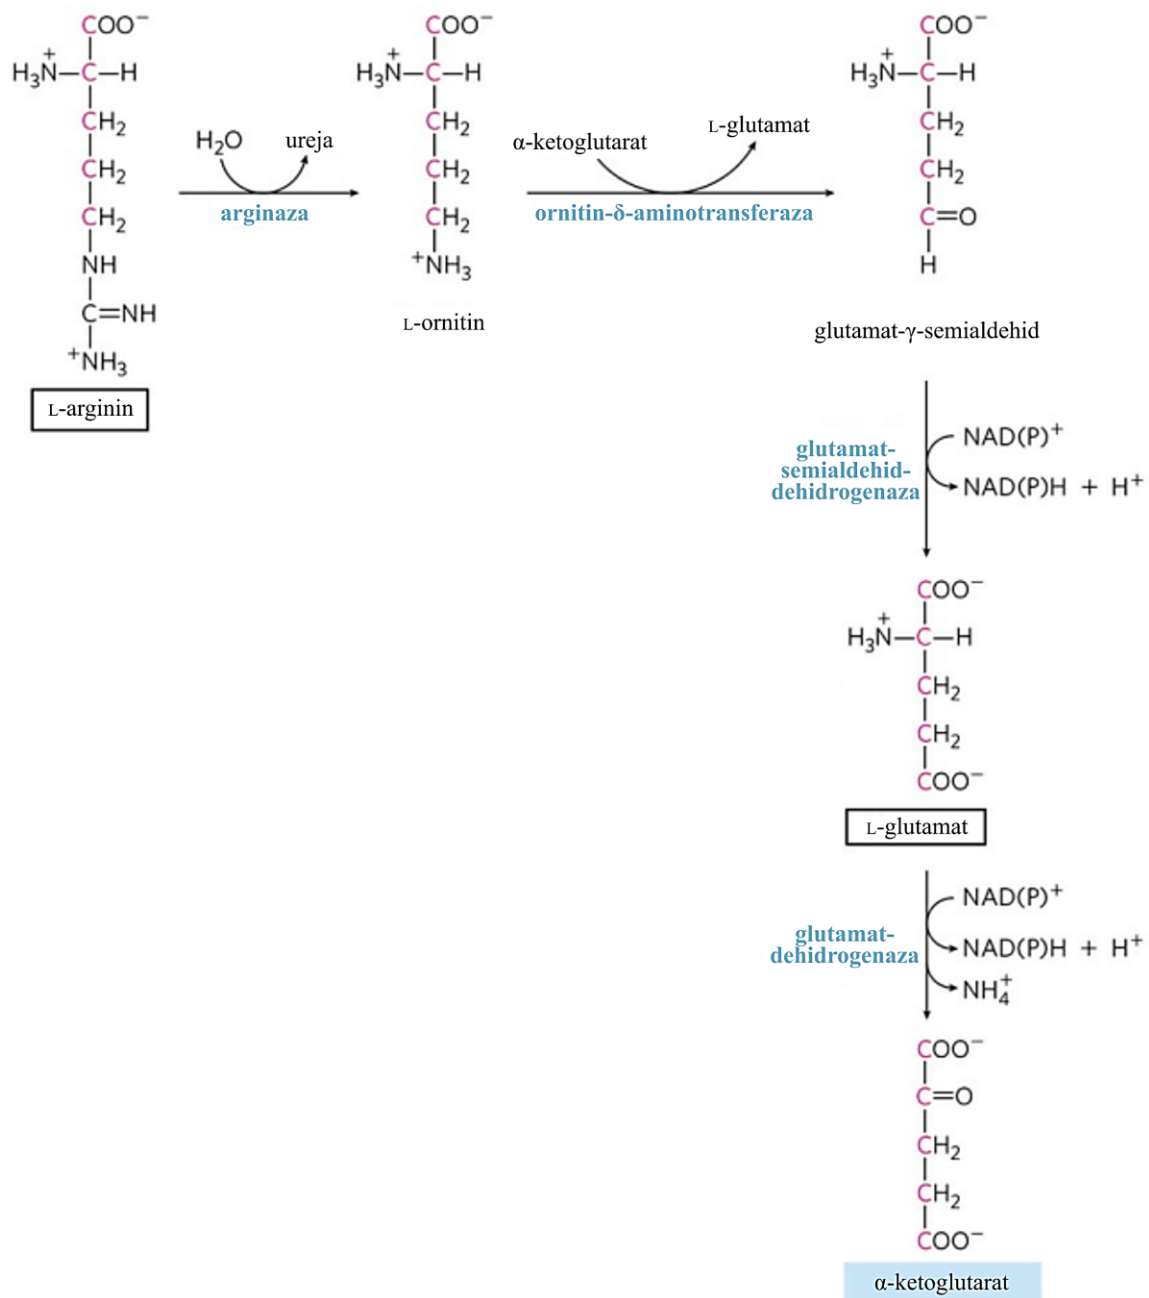 COO⁻
H₃N⁺—C—H
CH₂
CH₂
CH₂
NH
C=NH
⁺NH₃
L-arginin
H₂O
ureja
arginaza
COO⁻
H₃N⁺—C—H
CH₂
CH₂
CH₂
⁺NH₃
L-ornitin
α-ketoglutarat
L-glutamat
ornitin-δ-aminotransferaza
COO⁻
H₃N⁺—C—H
CH₂
CH₂
C=O
H
glutamat-γ-semialdehid
glutamat-
semialdehid-
dehidrogenaza
NAD(P)⁺
NAD(P)H + H⁺
COO⁻
H₃N⁺—C—H
CH₂
CH₂
COO⁻
L-glutamat
glutamat-
dehidrogenaza
NAD(P)⁺
NAD(P)H + H⁺
NH₄⁺
COO⁻
C=O
CH₂
CH₂
COO⁻
α-ketoglutarat